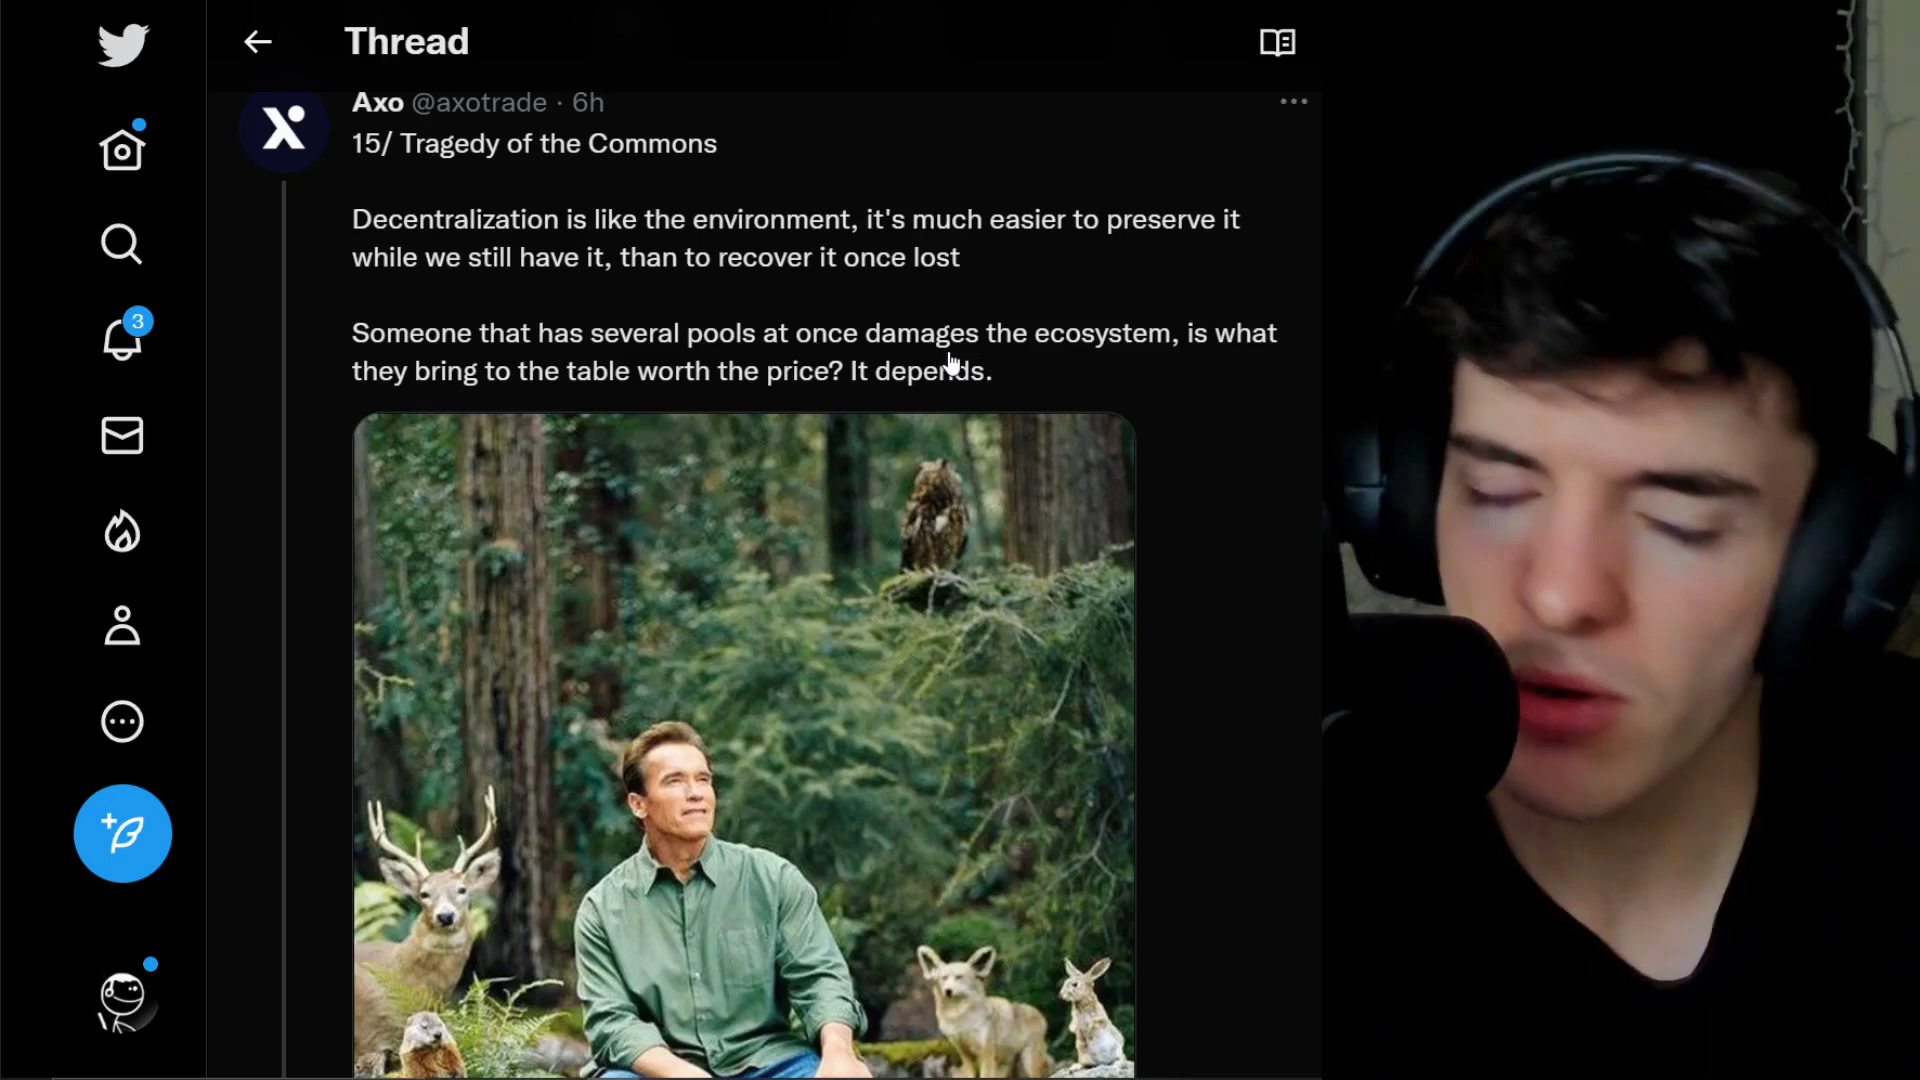 Thread
Axo @axotrade · 6h
15/ Tragedy of the Commons
Decentralization is like the environment, it's much easier to preserve it
while we still have it, than to recover it once lost
3
Someone that has several pools at once damages the ecosystem, is what
they bring to the table worth the price? It depends.